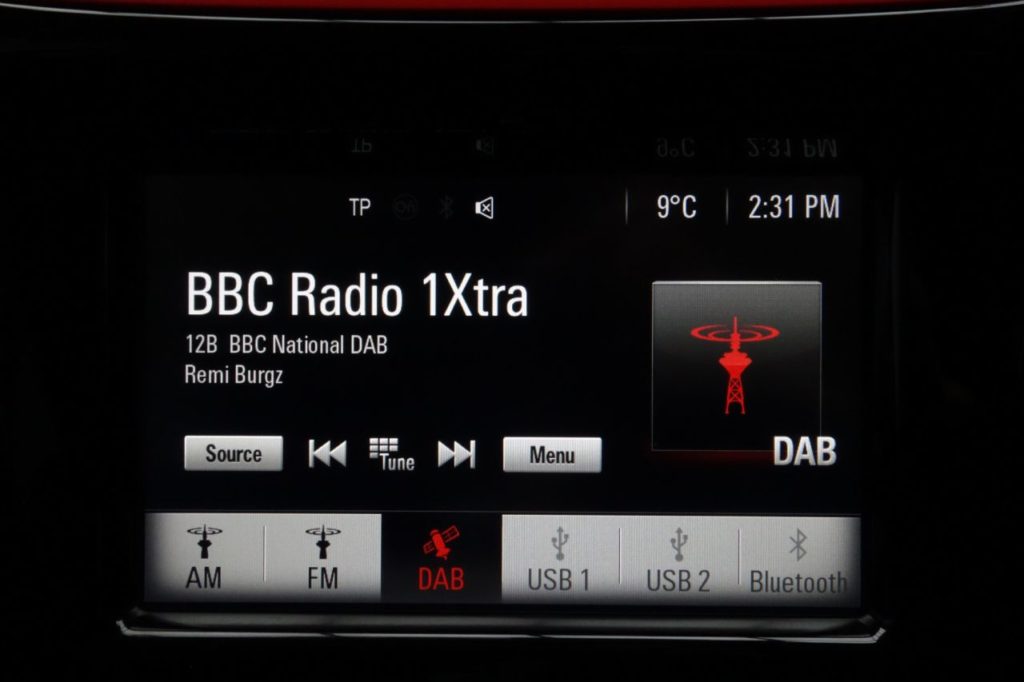 TP 9°C 2:31 PM
BBC Radio 1Xtra
12B BBC National DAB
Remi Burgz
Source Tune Menu
DAB
AM FM DAB USB 1 USB 2 Bluetooth